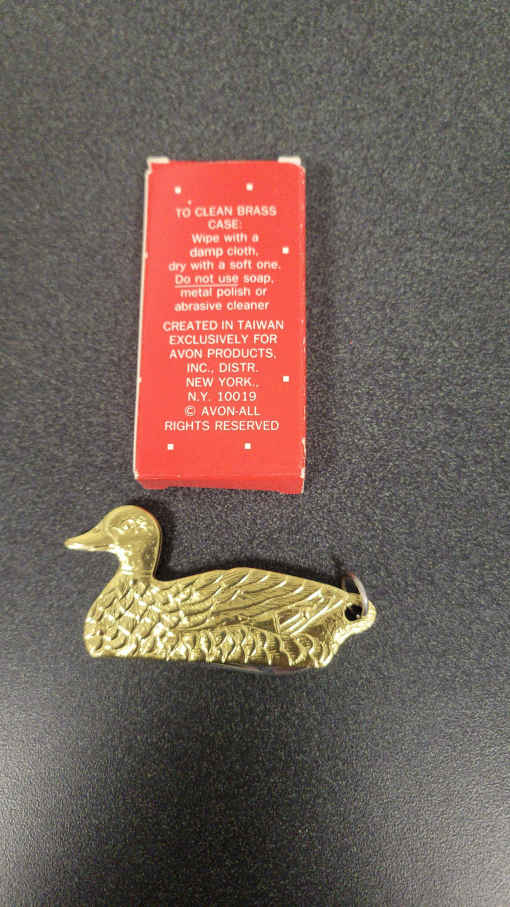 TO CLEAN BRASS
CASE:
Wipe with a
damp cloth,
dry with a soft one.
Do not use soap,
metal polish or
abrasive cleaner
CREATED IN TAIWAN
EXCLUSIVELY FOR
AVON PRODUCTS,
INC., DISTR.
NEW YORK.,
N.Y. 10019
© AVON-ALL
RIGHTS RESERVED